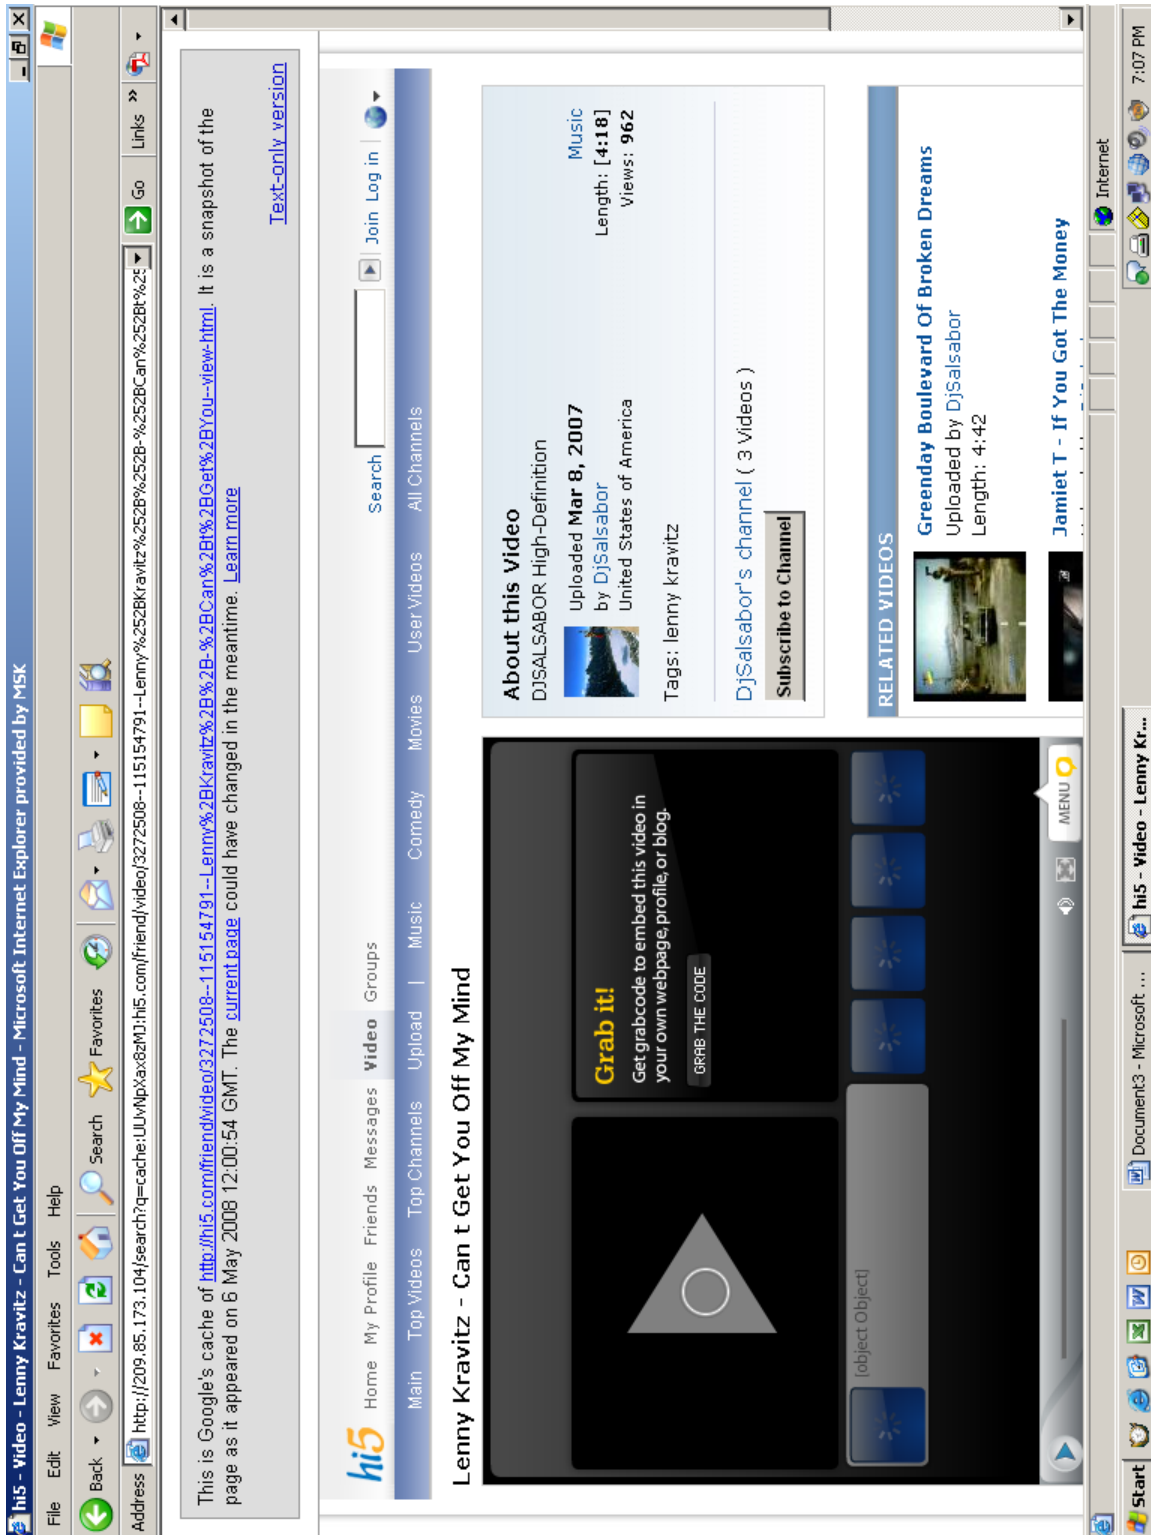 hi5 - Video - Lenny Kravitz - Can t Get You Off My Mind - Microsoft Internet Explorer provided by MSK
File Edit View Favorites Tools Help
Back Search Favorites
Address http://209.85.173.104/search?q=cache:UUvNpXax8zMJ:hi5.com/friend/video/3272508--115154791--Lenny%252BKravitz%252B%252B-%252BCan%252Bt%25 Go Links »
This is Google's cache of http://hi5.com/friend/video/3272508--115154791--Lenny%2BKravitz%2B%2B-%2BCan%2Bt%2BGet%2BYou--view-html. It is a snapshot of the
page as it appeared on 6 May 2008 12:00:54 GMT. The current page could have changed in the meantime. Learn more
Text-only version
hi5 Home My Profile Friends Messages Video Groups Search Join Log in
Main Top Videos Top Channels Upload | Music Comedy Movies User Videos All Channels
Lenny Kravitz - Can t Get You Off My Mind
Grab it!
Get grabcode to embed this video in
your own webpage, profile, or blog.
GRAB THE CODE
[object Object]
MENU
About this Video
DJSALSABOR High-Definition
Uploaded Mar 8, 2007
by DjSalsabor
United States of America
Music
Length: [4:18]
Views: 962
Tags: lenny kravitz
DjSalsabor's channel ( 3 Videos )
Subscribe to Channel
RELATED VIDEOS
Greenday Boulevard Of Broken Dreams
Uploaded by DjSalsabor
Length: 4:42
Jamiet T - If You Got The Money
Internet
Start Document3 - Microsoft ... hi5 - Video - Lenny Kr... 7:07 PM